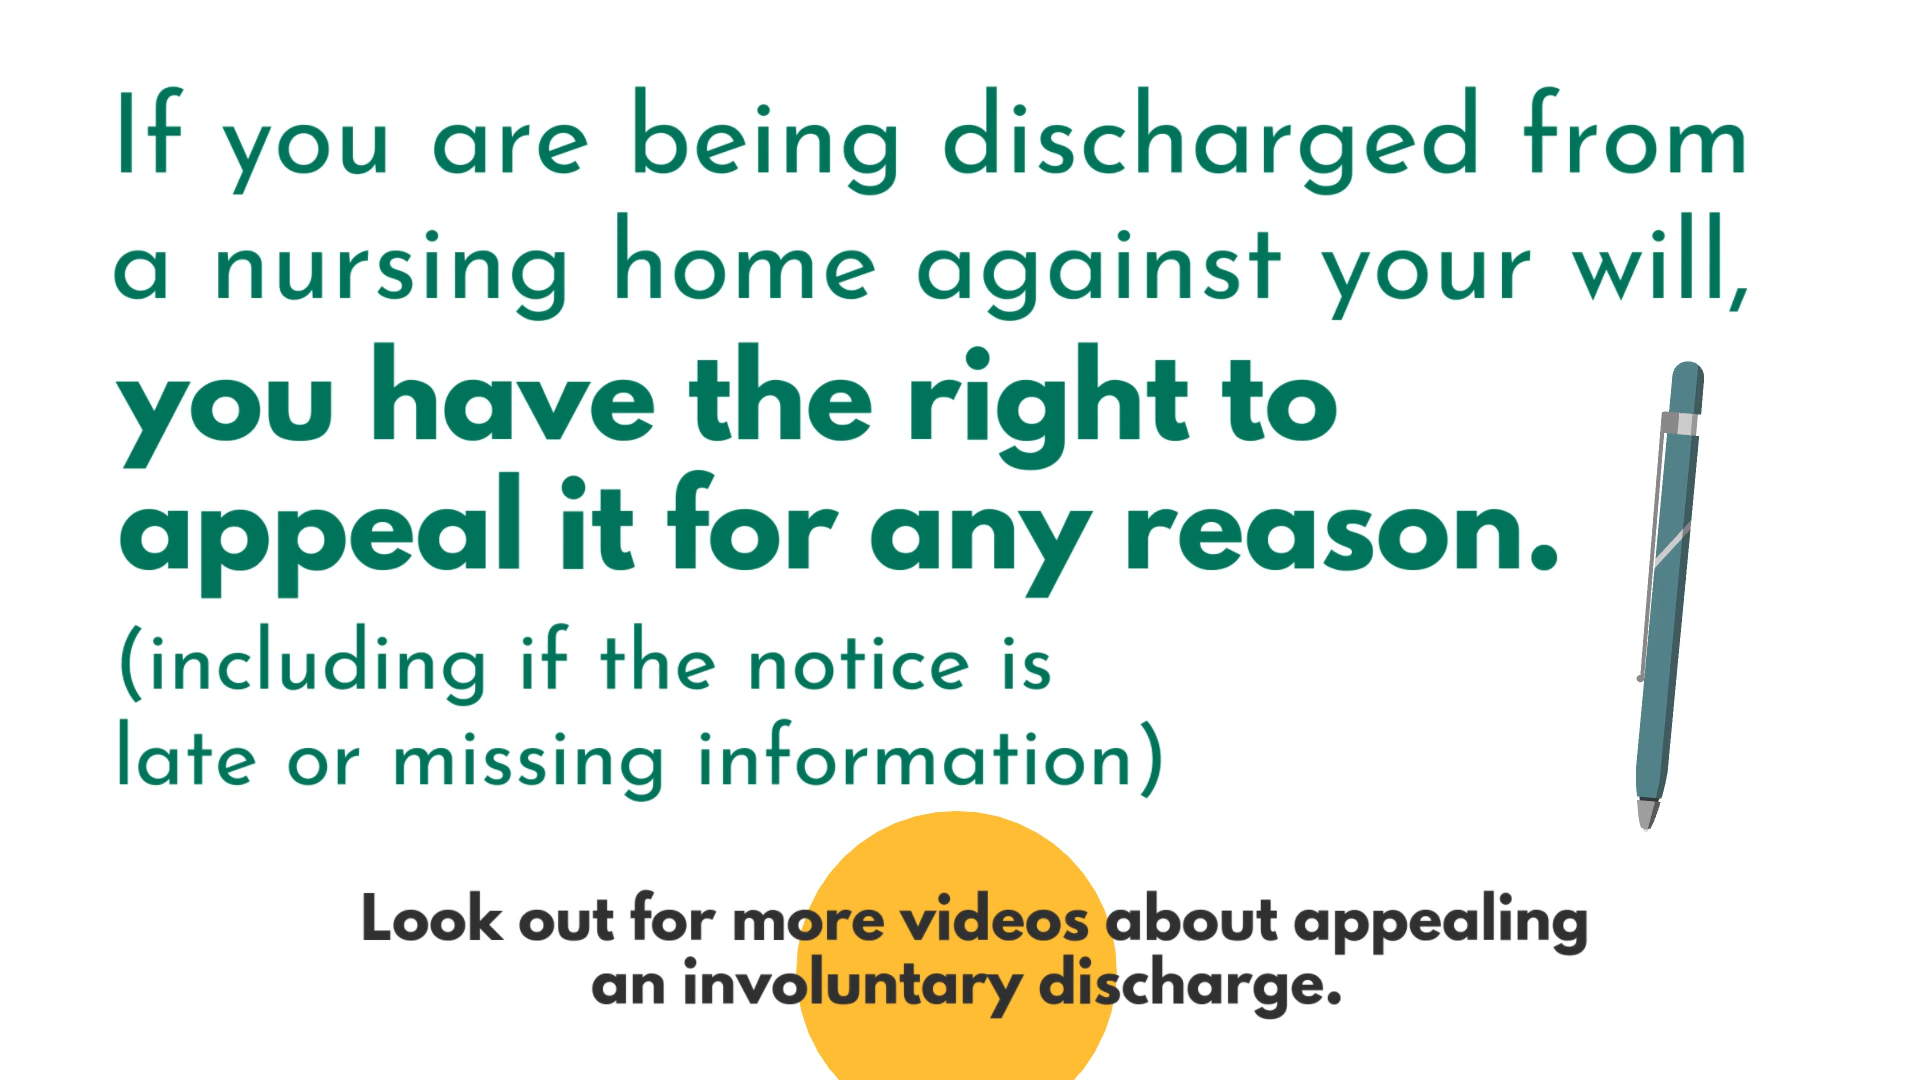 If you are being discharged from
a nursing home against your will,
you have the right to
appeal it for any reason.
(including if the notice is
late or missing information)
Look out for more videos about appealing
an involuntary discharge.